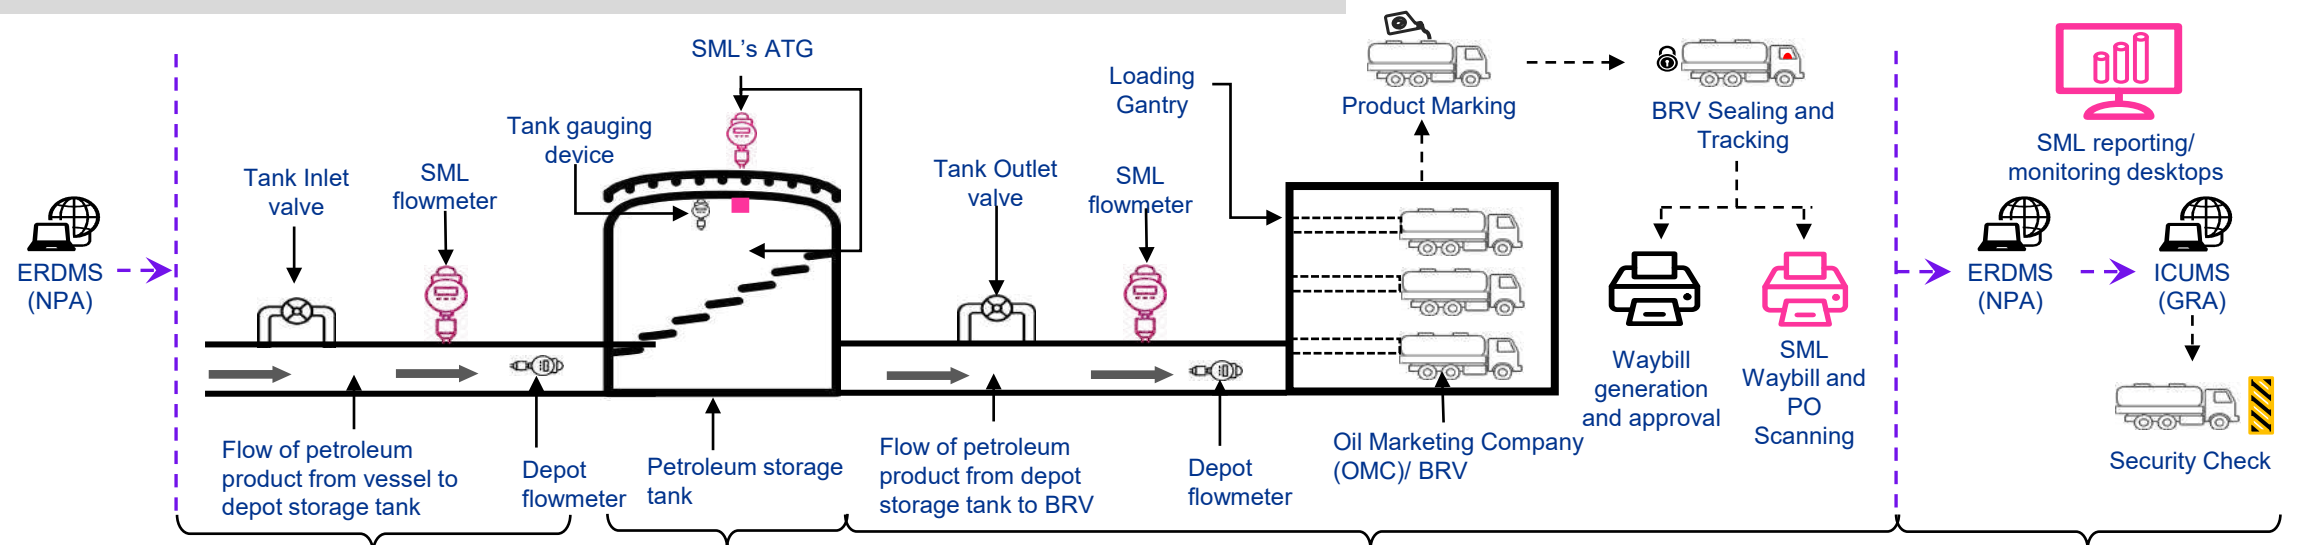 ERDMS
(NPA)
Tank Inlet
valve
SML
flowmeter
Flow of petroleum
product from vessel to
depot storage tank
Depot
flowmeter
Tank gauging
device
SML's ATG
Petroleum storage
tank
Tank Outlet
valve
SML
flowmeter
Flow of petroleum
product from depot
storage tank to BRV
Depot
flowmeter
Loading
Gantry
Oil Marketing Company
(OMC)/ BRV
Product Marking
BRV Sealing and
Tracking
Waybill
generation
and approval
SML
Waybill and
PO
Scanning
SML reporting/
monitoring desktops
ERDMS
(NPA)
ICUMS
(GRA)
Security Check